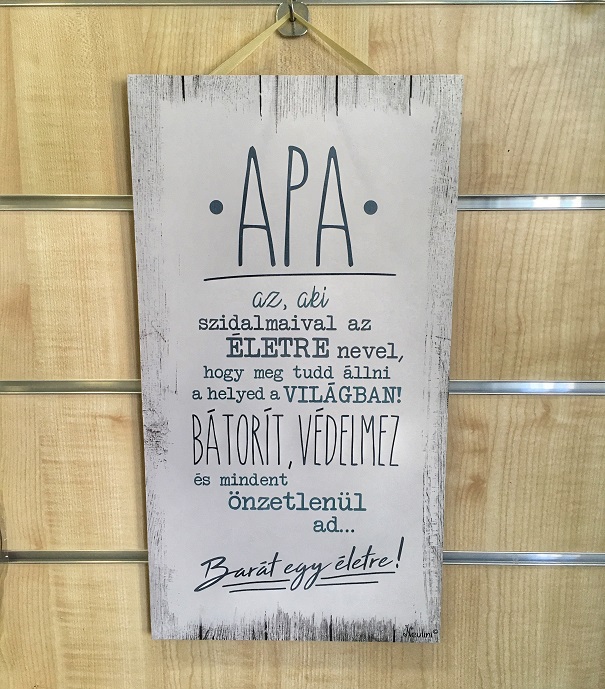 • APA •
az, aki
szidalmaival az
ÉLETRE nevel,
hogy meg tudd állni
a helyed a VILÁGBAN!
BÁTORÍT, VÉDELMEZ
és mindent
önzetlenül
ad...
Barát egy életre!